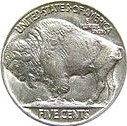 UNITED STATES OF AMERICA
FIVE CENTS